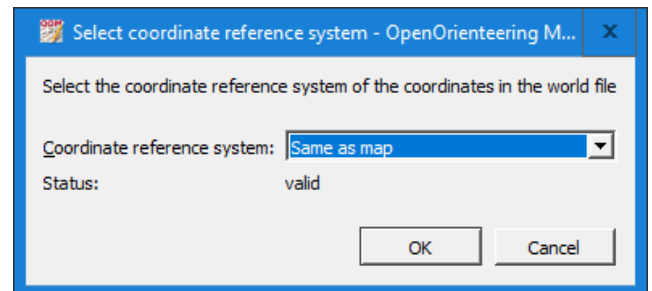 Select coordinate reference system - OpenOrienteering M...
Select the coordinate reference system of the coordinates in the world file
Coordinate reference system: Same as map
Status: valid
OK Cancel